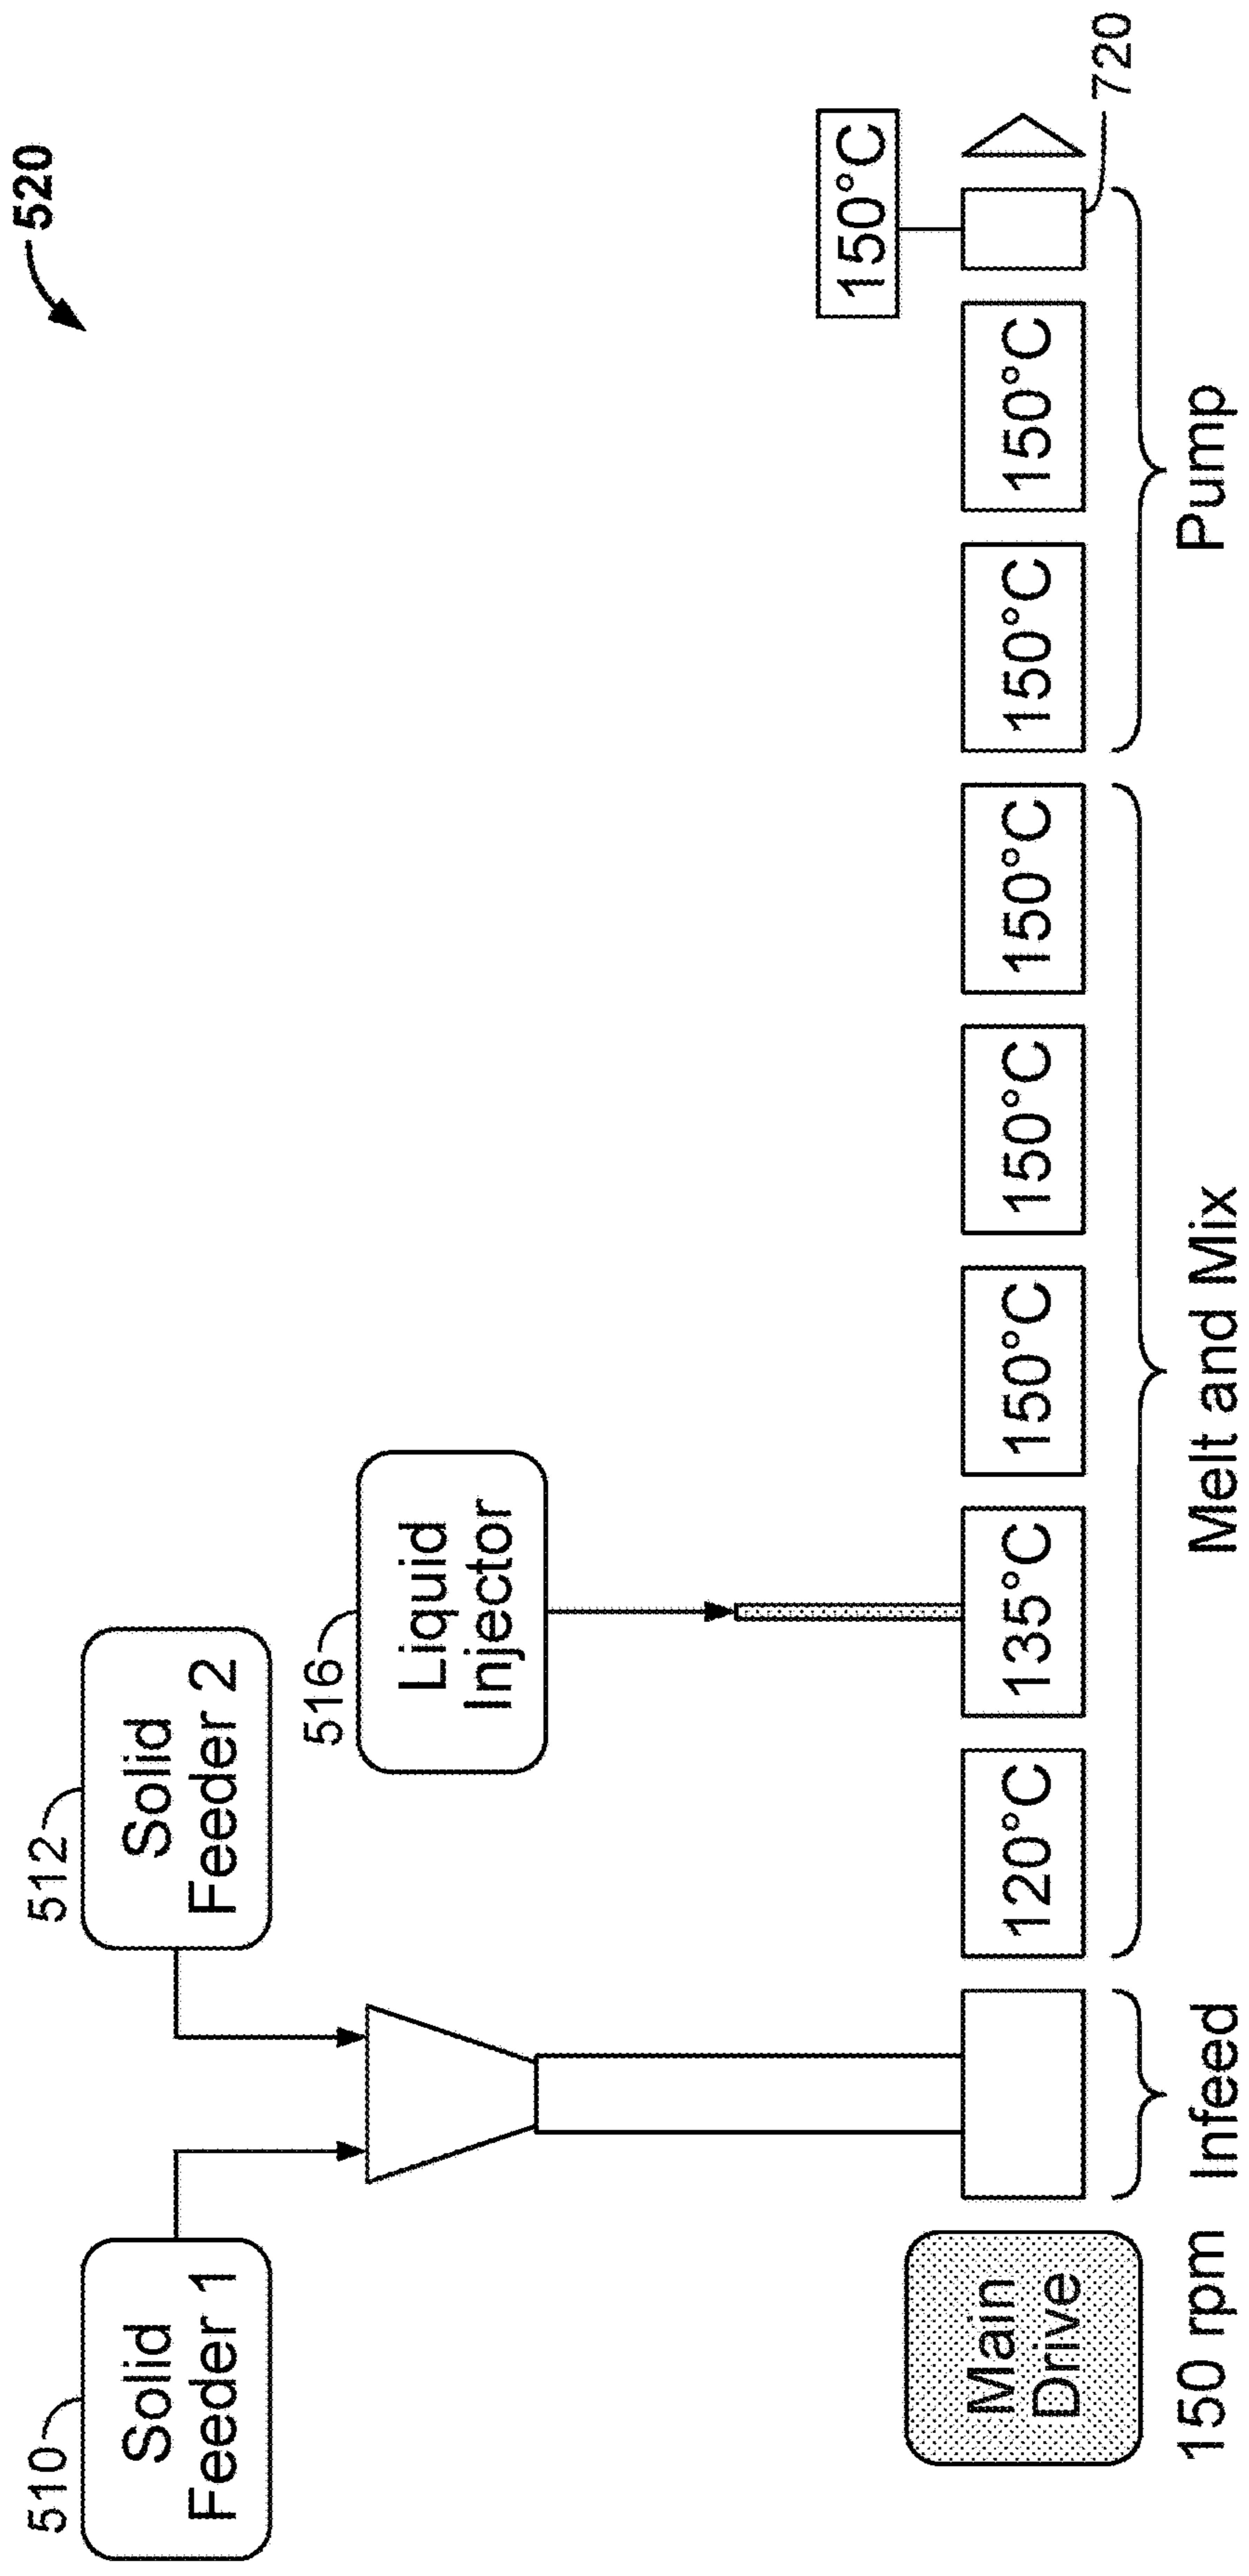 520
510
Solid
Feeder 1
512
Solid
Feeder 2
516
Liquid
Injector
150°C
Main
Drive
120°C
135°C
150°C
150°C
150°C
150°C
150°C
720
150 rpm
Infeed
Melt and Mix
Pump